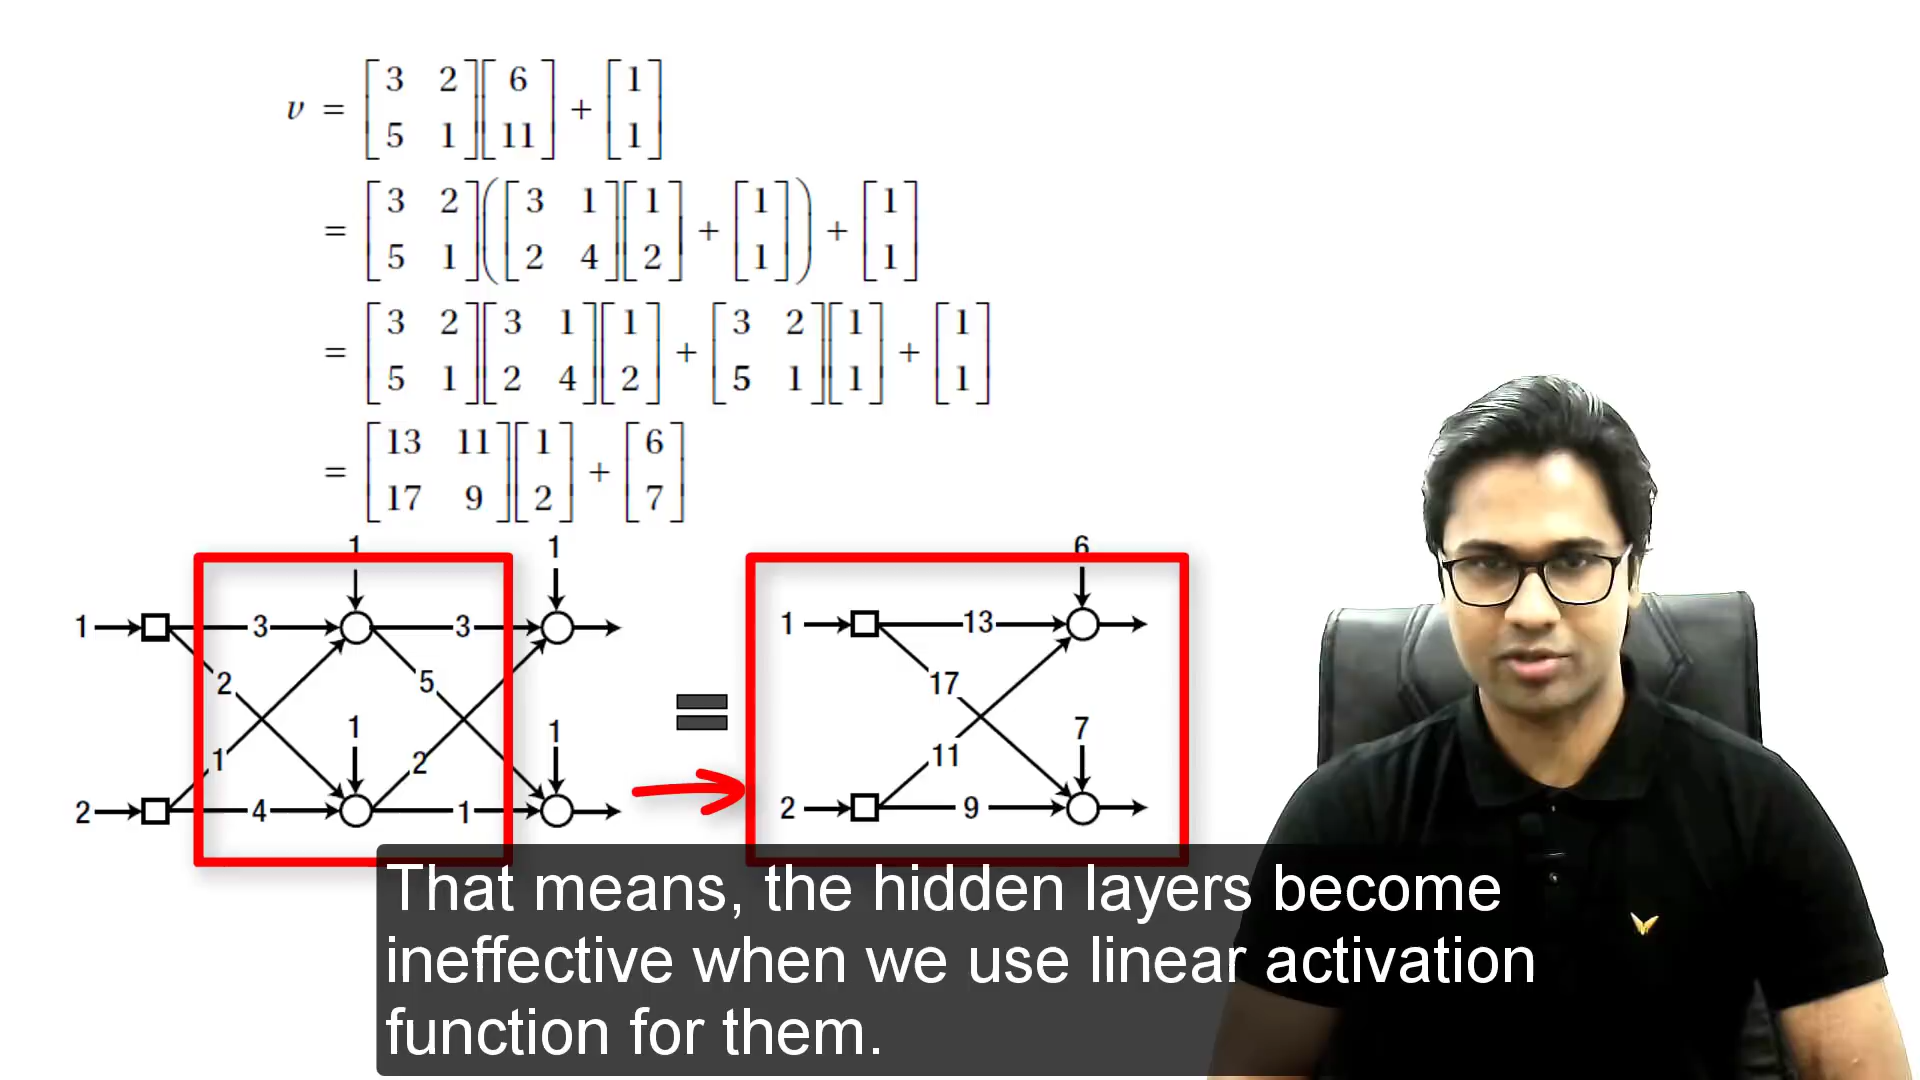 v = [3 2 5 1] [6 11] + [1 1]
= [3 2 5 1] ([3 1 2 4] [1 2] + [1 1]) + [1 1]
= [3 2 5 1] [3 1 2 4] [1 2] + [3 2 5 1] [1 1] + [1 1]
= [13 11 17 9] [1 2] + [6 7]
1 1 6
1 3 3 1 13
2 5 = 17
1 1 7
1 2 11
2 4 1 2 9
That means, the hidden layers become
ineffective when we use linear activation
function for them.